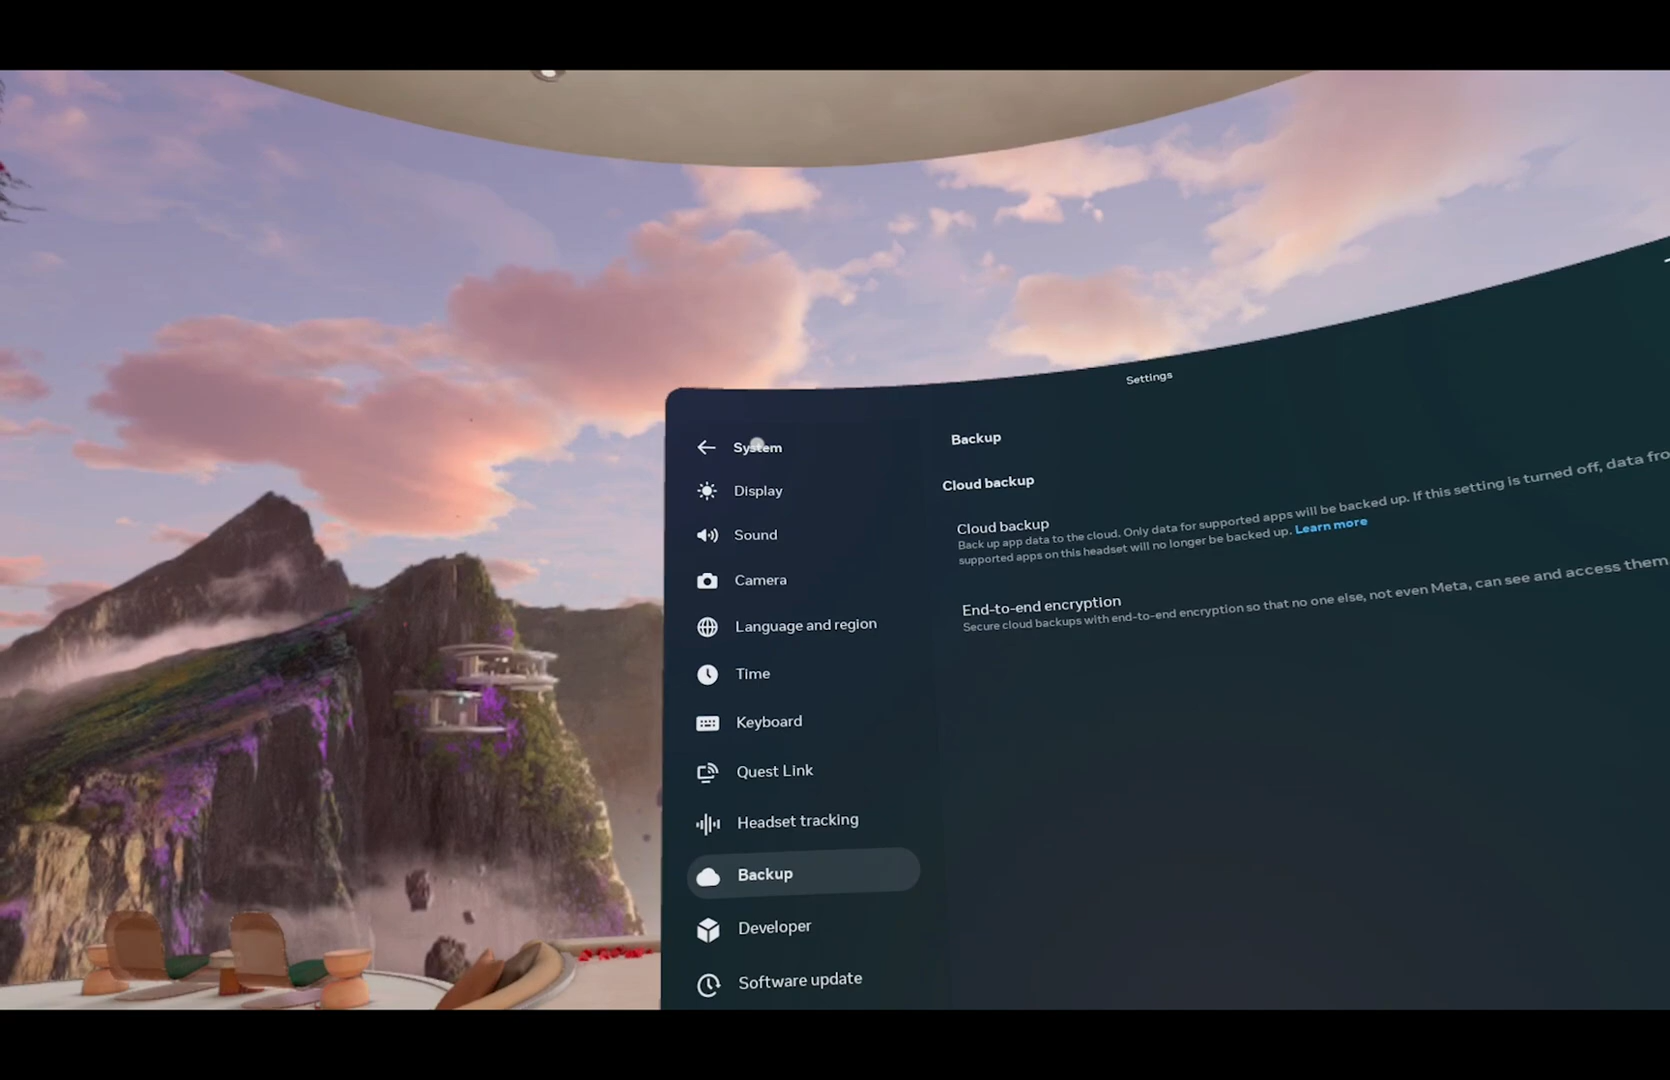 Settings
System
Display
Sound
Camera
Language and region
Time
Keyboard
Quest Link
Headset tracking
Backup
Developer
Software update
Backup
Cloud backup
Cloud backup
Back up app data to the cloud. Only data for supported apps will be backed up. If this setting is turned off, data fro
supported apps on this headset will no longer be backed up. Learn more
End-to-end encryption
Secure cloud backups with end-to-end encryption so that no one else, not even Meta, can see and access them